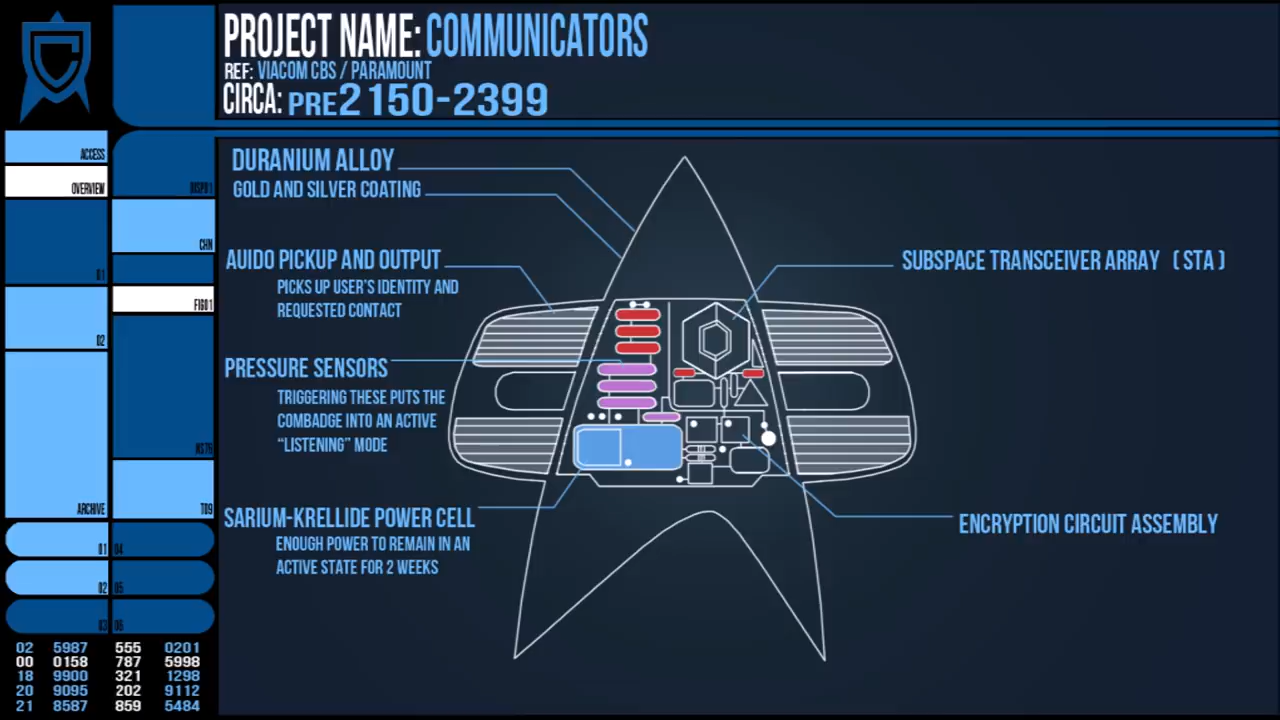 PROJECT NAME: COMMUNICATORS
REF: VIACOM CBS / PARAMOUNT
CIRCA: PRE2150-2399
ACCESS
OVERVIEW
01
02
ARCHIVE
01
02
03
DISP01
CHN
FIG01
NS76
T09
04
05
06
DURANIUM ALLOY
GOLD AND SILVER COATING
AUIDO PICKUP AND OUTPUT
PICKS UP USER'S IDENTITY AND
REQUESTED CONTACT
PRESSURE SENSORS
TRIGGERING THESE PUTS THE
COMBADGE INTO AN ACTIVE
“LISTENING” MODE
SARIUM-KRELLIDE POWER CELL
ENOUGH POWER TO REMAIN IN AN
ACTIVE STATE FOR 2 WEEKS
SUBSPACE TRANSCEIVER ARRAY ( STA )
ENCRYPTION CIRCUIT ASSEMBLY
02 5987 555 0201
00 0158 787 5998
18 9900 321 1298
20 9095 202 9112
21 8587 859 5484